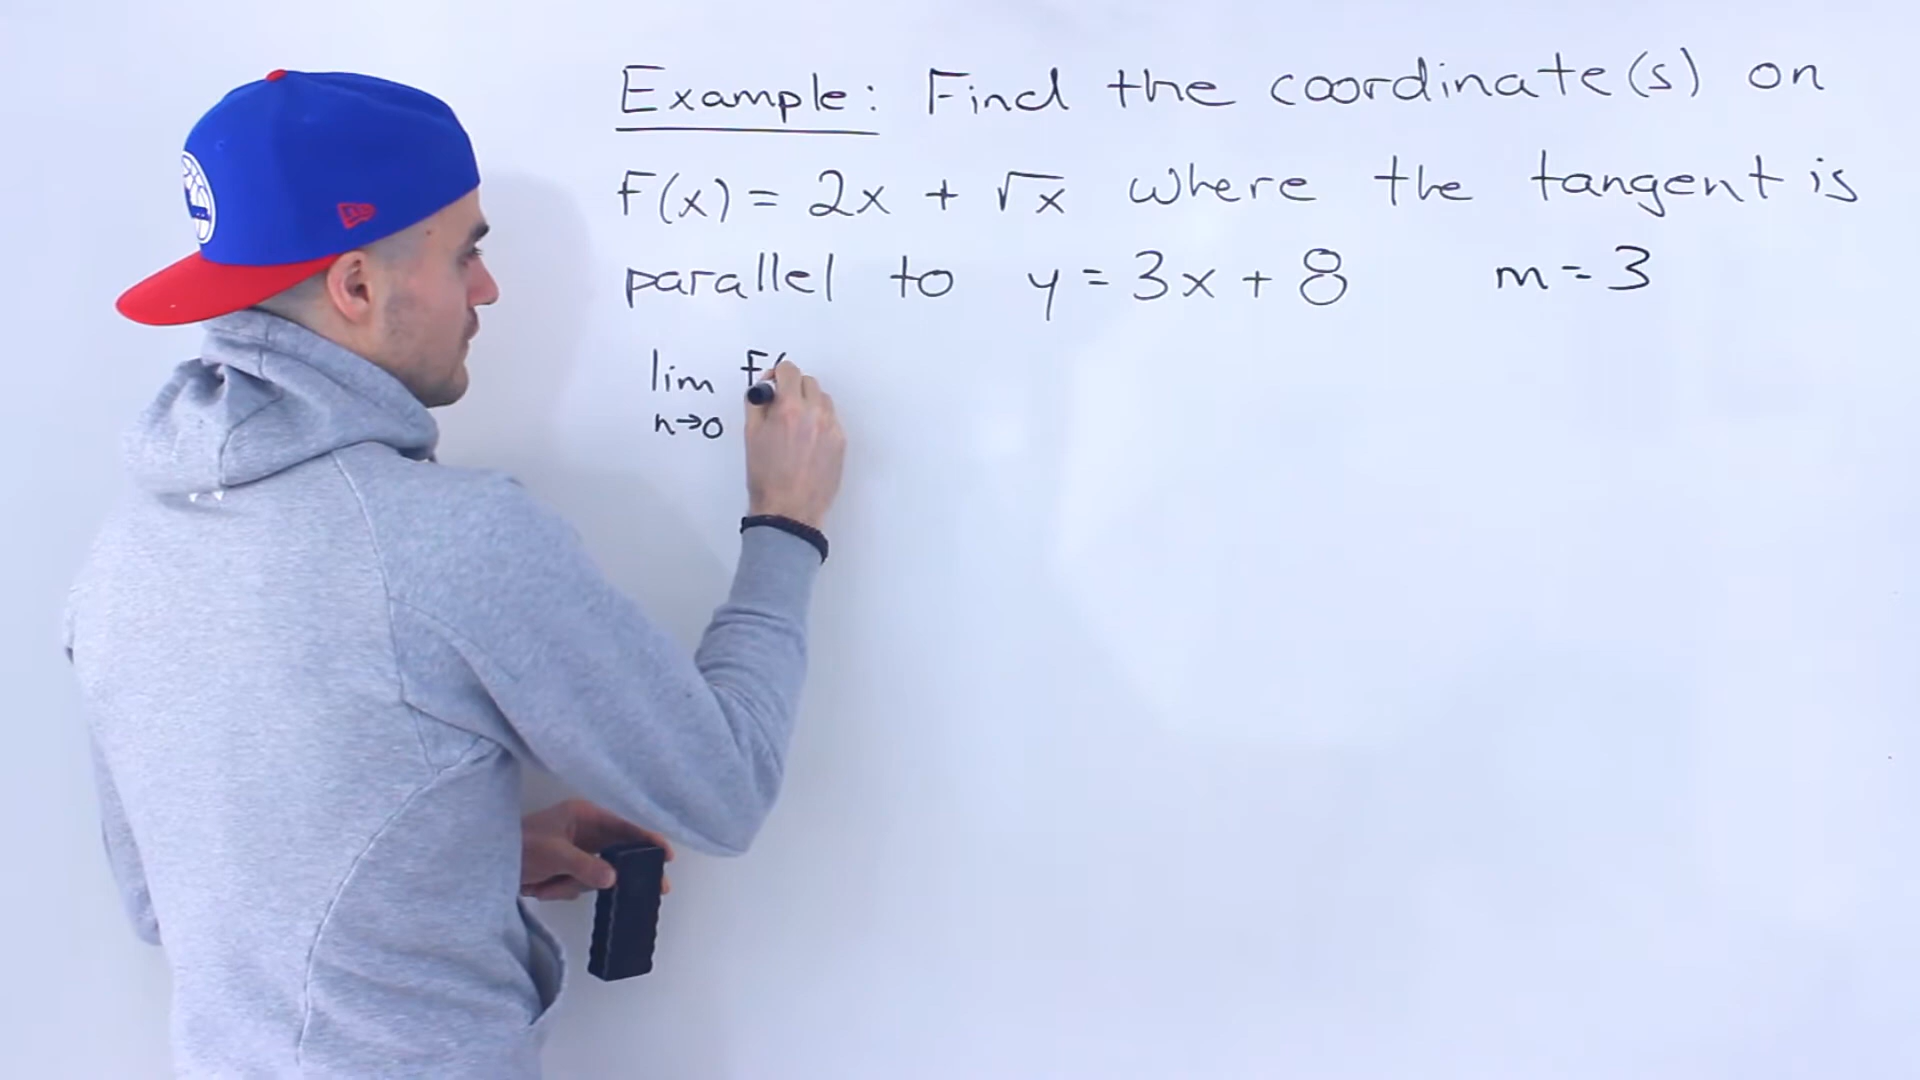 Example: Find the coordinate(s) on
F(x) = 2x + √x where the tangent is
parallel to y = 3x + 8 m = 3
lim F(
h→0